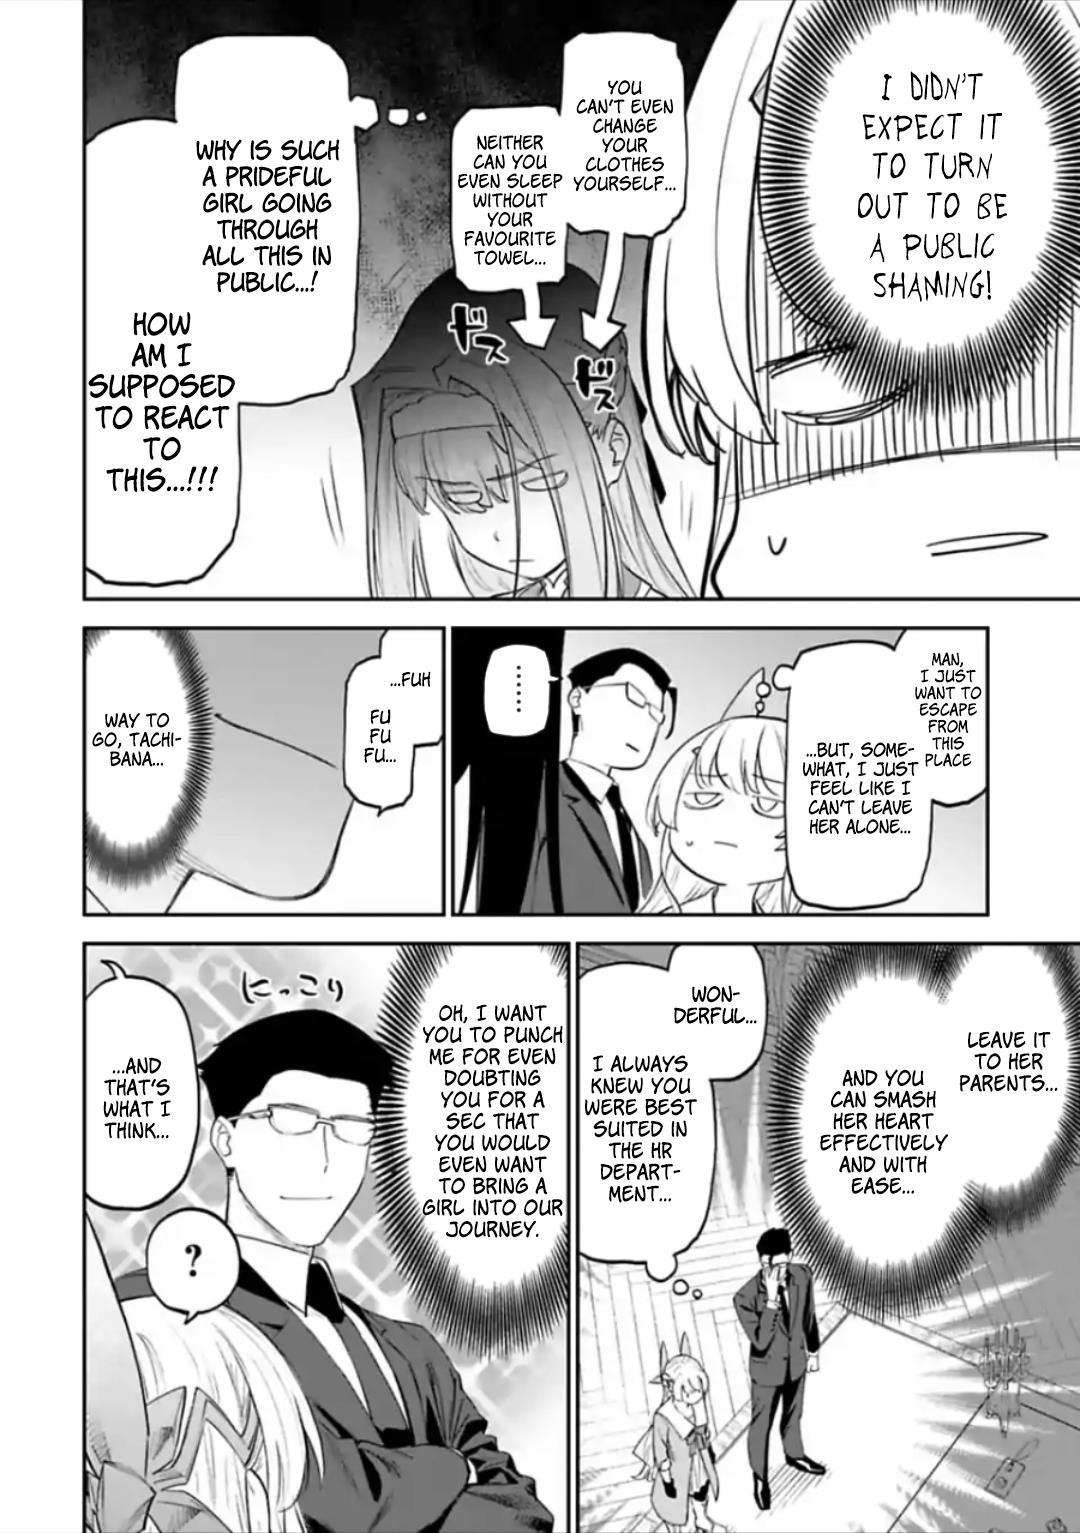 I DIDN'T
EXPECT IT
TO TURN
OUT TO BE
A PUBLIC
SHAMING!
YOU
CAN'T EVEN
CHANGE
YOUR
CLOTHES
YOURSELF...
NEITHER
CAN YOU
EVEN SLEEP
WITHOUT
YOUR
FAVOURITE
TOWEL...
ドス
ドス
WHY IS SUCH
A PRIDEFUL
GIRL GOING
THROUGH
ALL THIS IN
PUBLIC...!
HOW
AM I
SUPPOSED
TO REACT
TO
THIS...!!!
MAN,
I JUST
WANT TO
ESCAPE
FROM
THIS
PLACE
...BUT, SOME-
WHAT, I JUST
FEEL LIKE I
CAN'T LEAVE
HER ALONE...
......
...FUH
FU
FU
FU...
WAY TO
GO, TACHI-
BANA...
LEAVE IT
TO HER
PARENTS...
AND YOU
CAN SMASH
HER HEART
EFFECTIVELY
AND WITH
EASE...
WON-
DERFUL...
I ALWAYS
KNEW YOU
WERE BEST
SUITED IN
THE HR
DEPART-
MENT...
OH, I WANT
YOU TO PUNCH
ME FOR EVEN
DOUBTING
YOU FOR A
SEC THAT
YOU WOULD
EVEN WANT
TO BRING A
GIRL INTO OUR
JOURNEY.
にっこり
...AND
THAT'S
WHAT I
THINK...
?